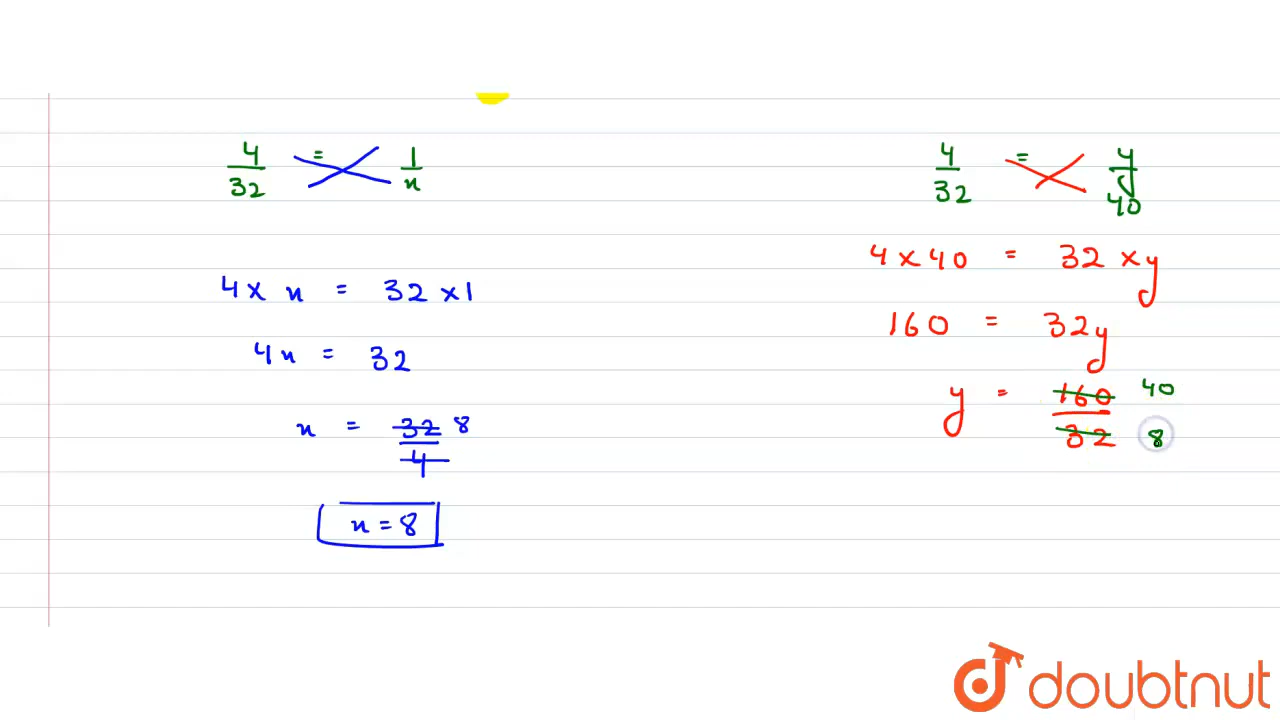 4/32 = 1/n
4 × n = 32 × 1
4n = 32
n = 32/4 8
n = 8
4/32 = y/40
4 × 40 = 32 × y
160 = 32y
y = 160/32 40/8
doubtnut